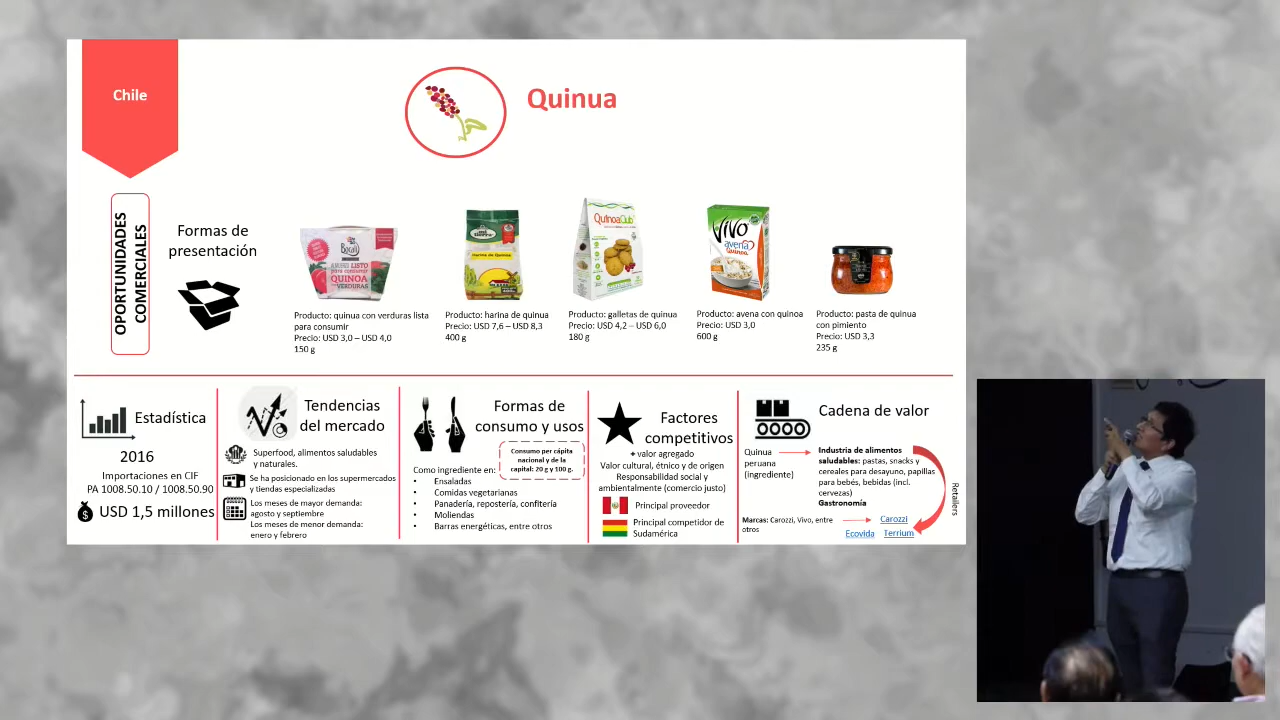 Chile
Quinua
OPORTUNIDADES
COMERCIALES
Formas de
presentación
QUINOA
VERDURAS
Harina de Quinua
QuinoaClub
VIVO
avena
quinoa
Producto: quinua con verduras lista
para consumir
Precio: USD 3,0 – USD 4,0
150 g
Producto: harina de quinua
Precio: USD 7,6 – USD 8,3
400 g
Producto: galletas de quinua
Precio: USD 4,2 – USD 6,0
180 g
Producto: avena con quinoa
Precio: USD 3,0
600 g
Producto: pasta de quinua
con pimiento
Precio: USD 3,3
235 g
Estadística
2016
Importaciones en CIF
PA 1008.50.10 / 1008.50.90
$ USD 1,5 millones
Tendencias
del mercado
Superfood, alimentos saludables
y naturales.
Se ha posicionado en los supermercados
y tiendas especializadas
Los meses de mayor demanda:
agosto y septiembre
Los meses de menor demanda:
enero y febrero
Formas de
consumo y usos
Consumo per cápita
nacional y de la
capital: 20 g y 100 g.
Como ingrediente en:
• Ensaladas
• Comidas vegetarianas
• Panadería, repostería, confitería
• Moliendas
• Barras energéticas, entre otros
Factores
competitivos
+ valor agregado
Valor cultural, étnico y de origen
Responsabilidad social y
ambientalmente (comercio justo)
Principal proveedor
Principal competidor de
Sudamérica
Cadena de valor
Quinua
peruana
(ingrediente)
Industria de alimentos
saludables: pastas, snacks y
cereales para desayuno, papillas
para bebés, bebidas (incl.
cervezas)
Gastronomía
Retailers
Marcas: Carozzi, Vivo, entre
otros
Carozzi
Ecovida Terrium